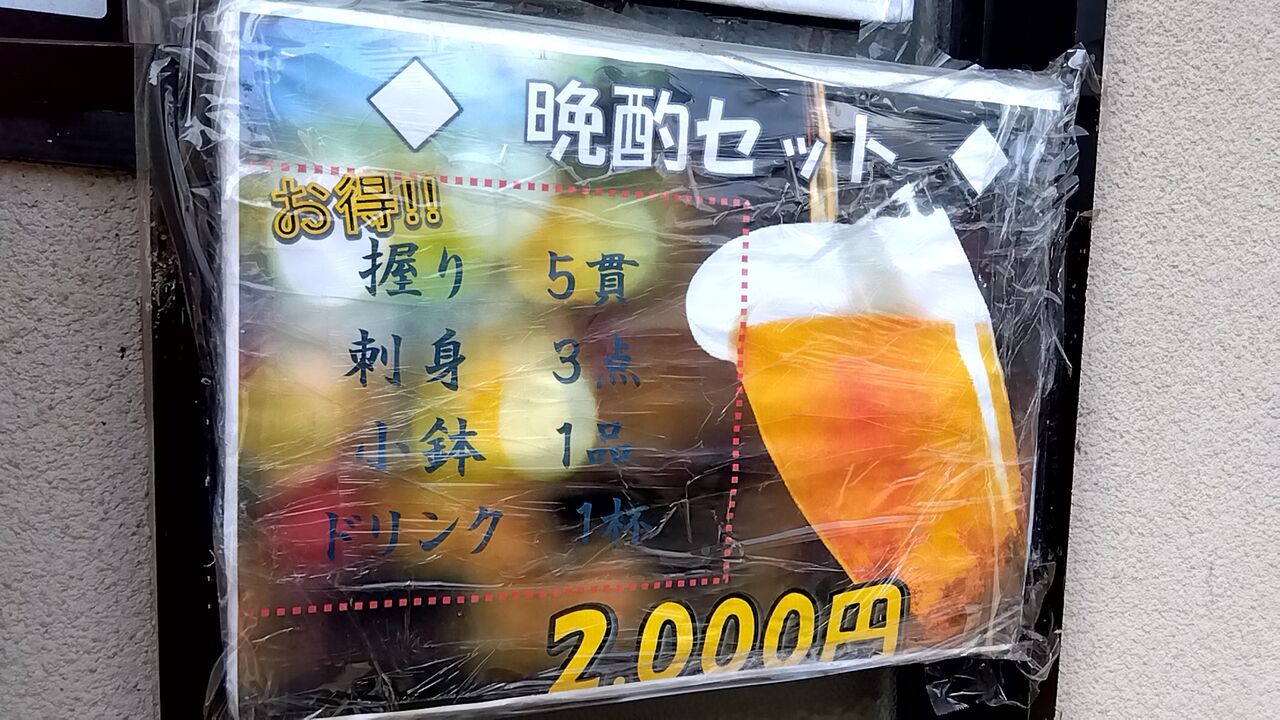 ◆ 晩酌セット ◆
お得!!
握り 5貫
刺身 3点
小鉢 1品
ドリンク 1杯
2.000円